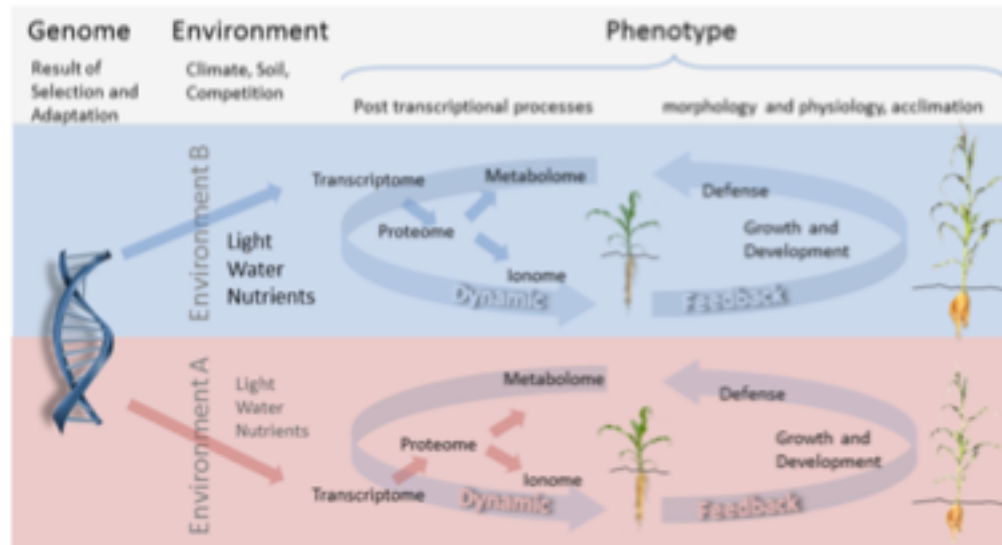 Genome
Environment
Phenotype
Result of
Selection and
Adaptation
Climate, Soil,
Competition
Post transcriptional processes
morphology and physiology, acclimation
Environment B
Transcriptome
Metabolome
Proteome
Ionome
Light
Water
Nutrients
Dynamic
Feedback
Defense
Growth and
Development
Environment A
Light
Water
Nutrients
Metabolome
Proteome
Ionome
Transcriptome
Dynamic
Feedback
Defense
Growth and
Development